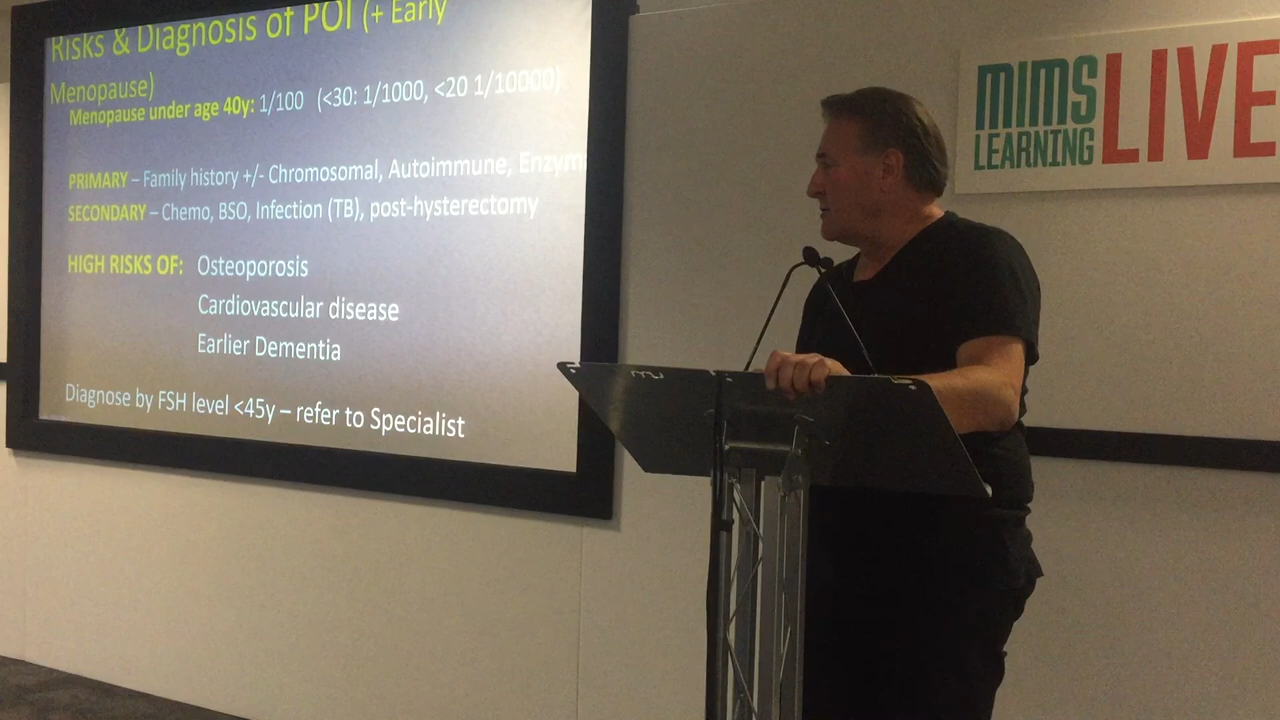 Risks & Diagnosis of POI (+ Early
Menopause)
Menopause under age 40y: 1/100 (<30: 1/1000, <20 1/10000)
PRIMARY – Family history +/- Chromosomal, Autoimmune, Enzym
SECONDARY – Chemo, BSO, Infection (TB), post-hysterectomy
HIGH RISKS OF: Osteoporosis
Cardiovascular disease
Earlier Dementia
Diagnose by FSH level <45y – refer to Specialist
MIMS
LEARNING
LIVE